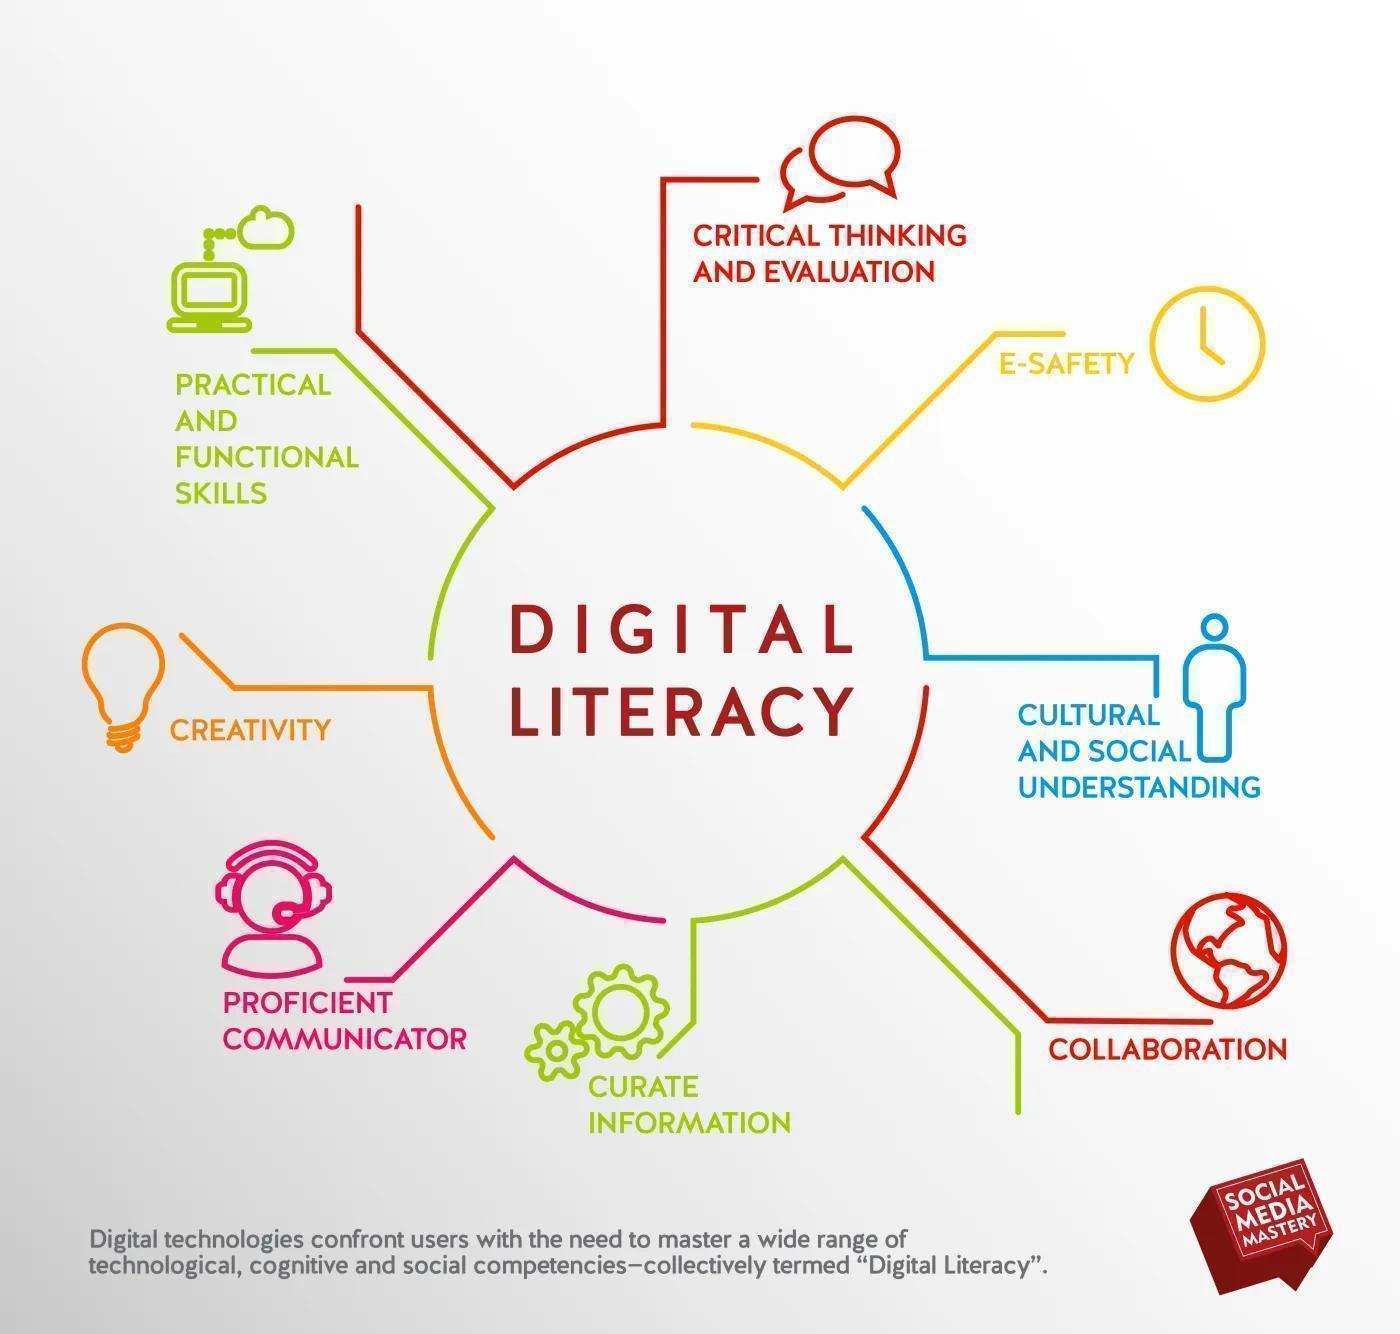 CRITICAL THINKING
AND EVALUATION
E-SAFETY
PRACTICAL
AND
FUNCTIONAL
SKILLS
DIGITAL
LITERACY
CREATIVITY
CULTURAL
AND SOCIAL
UNDERSTANDING
PROFICIENT
COMMUNICATOR
CURATE
INFORMATION
COLLABORATION
SOCIAL
MEDIA
MASTERY
Digital technologies confront users with the need to master a wide range of
technological, cognitive and social competencies—collectively termed “Digital Literacy”.